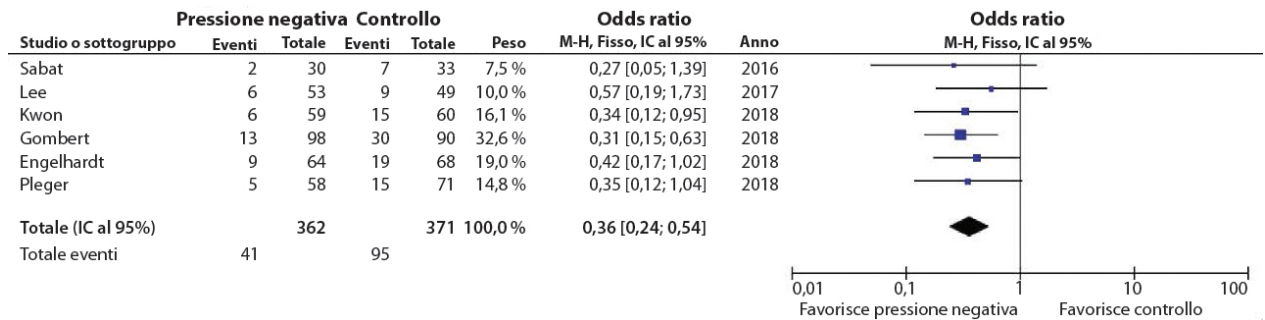 Pressione negativa Controllo Odds ratio Odds ratio
Studio o sottogruppo Eventi Totale Eventi Totale Peso M-H, Fisso, IC al 95% Anno M-H, Fisso, IC al 95%
Sabat 2 30 7 33 7,5 % 0,27 [0,05; 1,39] 2016
Lee 6 53 9 49 10,0 % 0,57 [0,19; 1,73] 2017
Kwon 6 59 15 60 16,1 % 0,34 [0,12; 0,95] 2018
Gombert 13 98 30 90 32,6 % 0,31 [0,15; 0,63] 2018
Engelhardt 9 64 19 68 19,0 % 0,42 [0,17; 1,02] 2018
Pleger 5 58 15 71 14,8 % 0,35 [0,12; 1,04] 2018
Totale (IC al 95%) 362 371 100,0 % 0,36 [0,24; 0,54]
Totale eventi 41 95
0,01 0,1 1 10 100
Favorisce pressione negativa Favorisce controllo